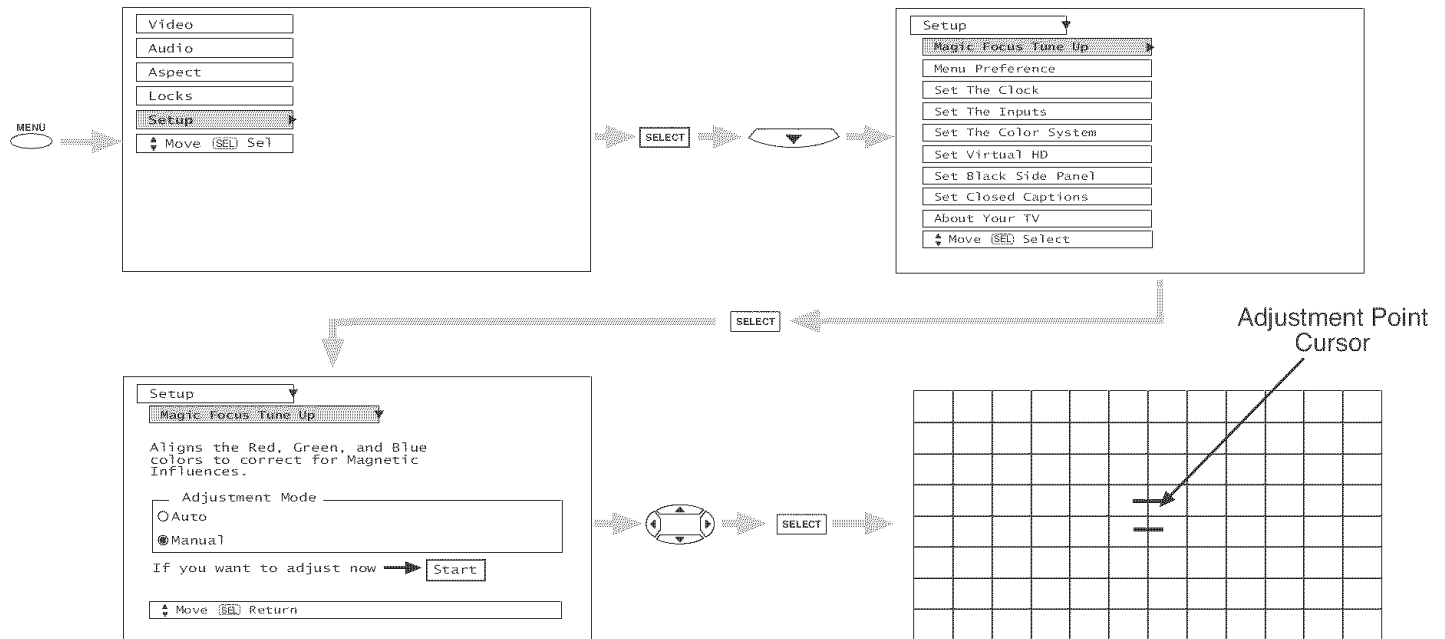 MENU
Video
Audio
Aspect
Locks
Setup
Move SEL Sel
SELECT
Setup
Magic Focus Tune Up
Menu Preference
Set The Clock
Set The Inputs
Set The Color System
Set Virtual HD
Set Black Side Panel
Set Closed Captions
About Your TV
Move SEL Select
SELECT
Adjustment Point
Cursor
Setup
Magic Focus Tune Up
Aligns the Red, Green, and Blue
colors to correct for Magnetic
Influences.
Adjustment Mode
Auto
Manual
If you want to adjust now Start
Move SEL Return
SELECT